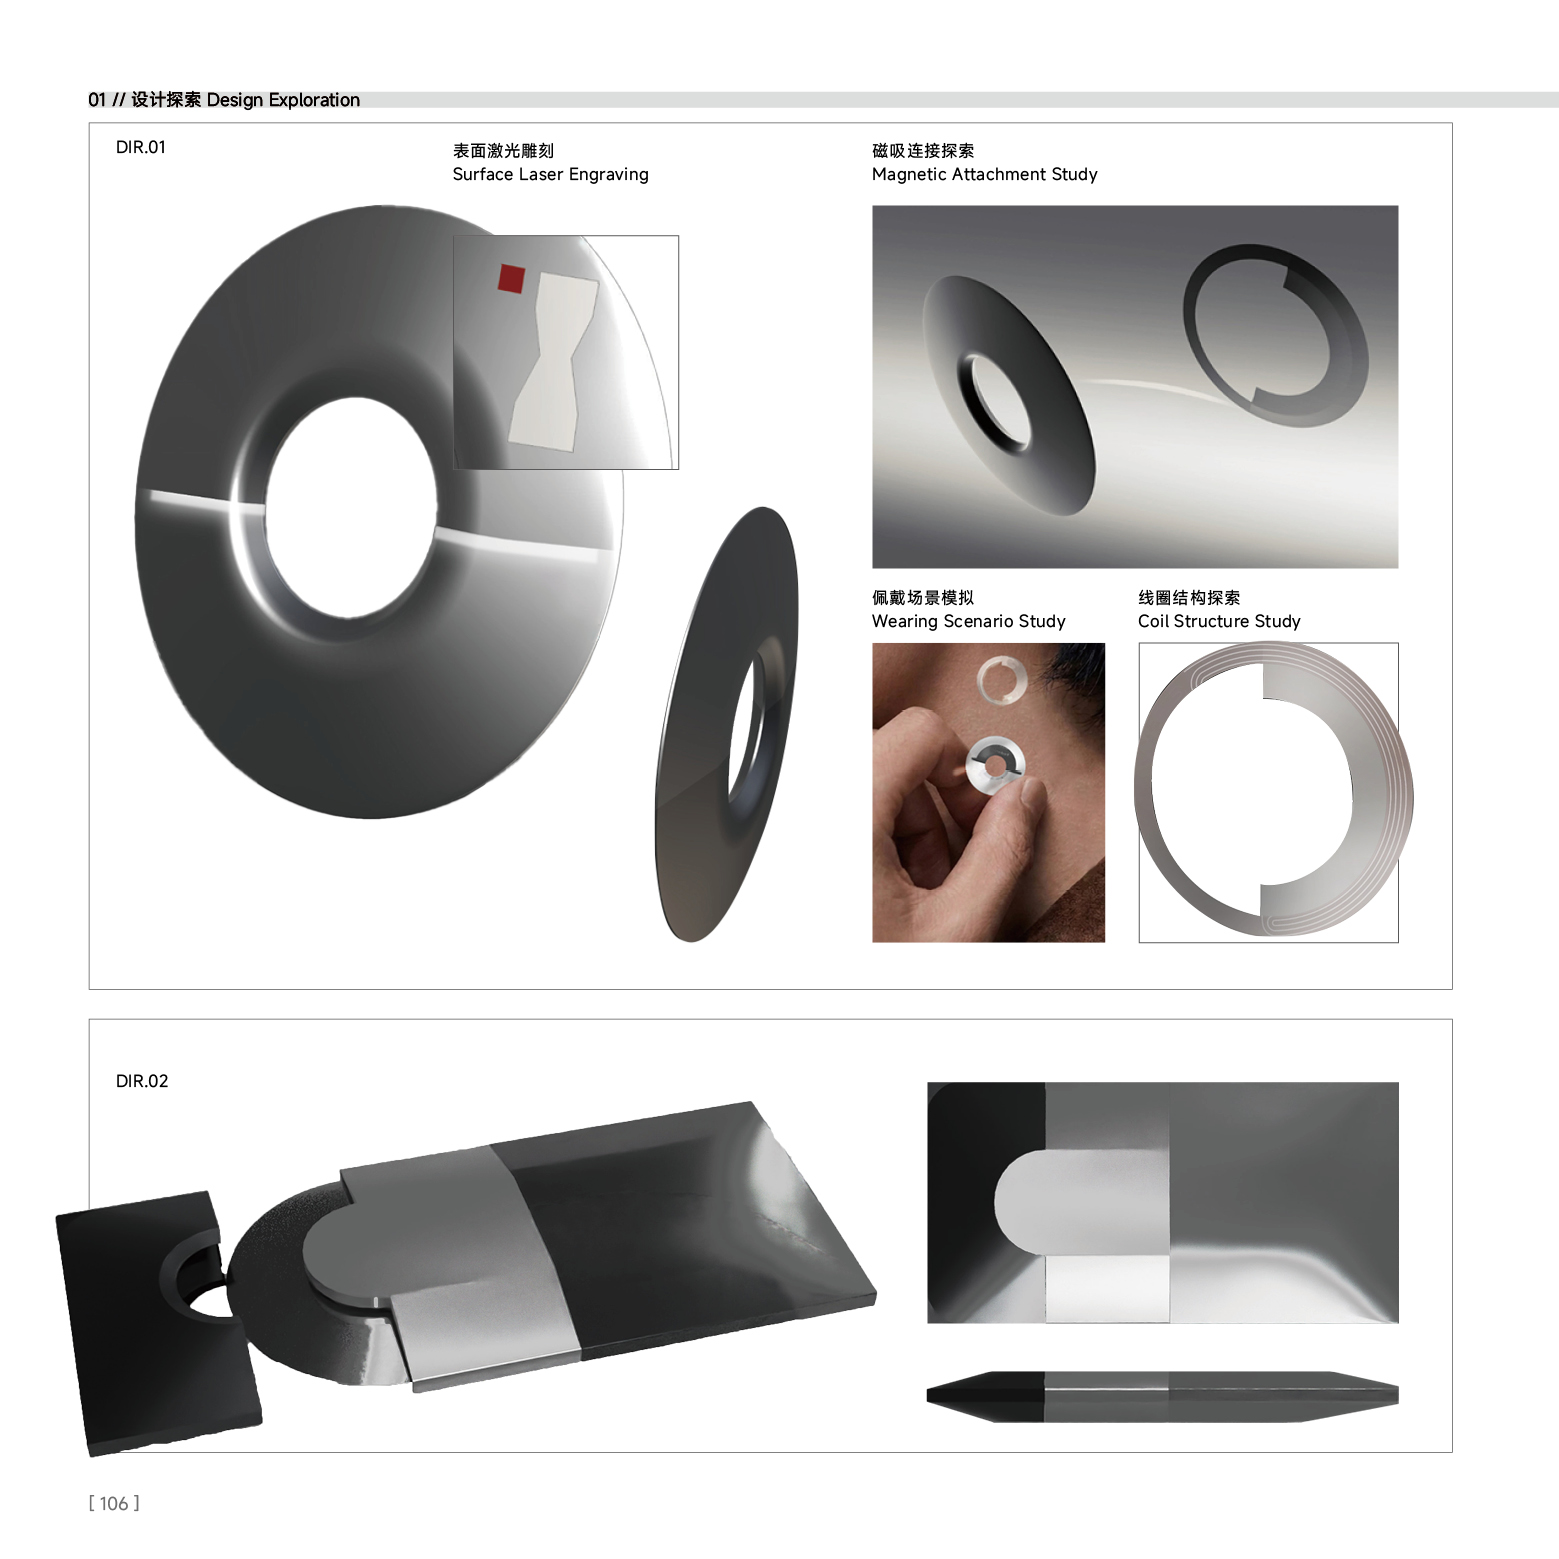 01 // 设计探索 Design Exploration
DIR.01
表面激光雕刻
Surface Laser Engraving
磁吸连接探索
Magnetic Attachment Study
佩戴场景模拟
Wearing Scenario Study
线圈结构探索
Coil Structure Study
DIR.02
[ 106 ]